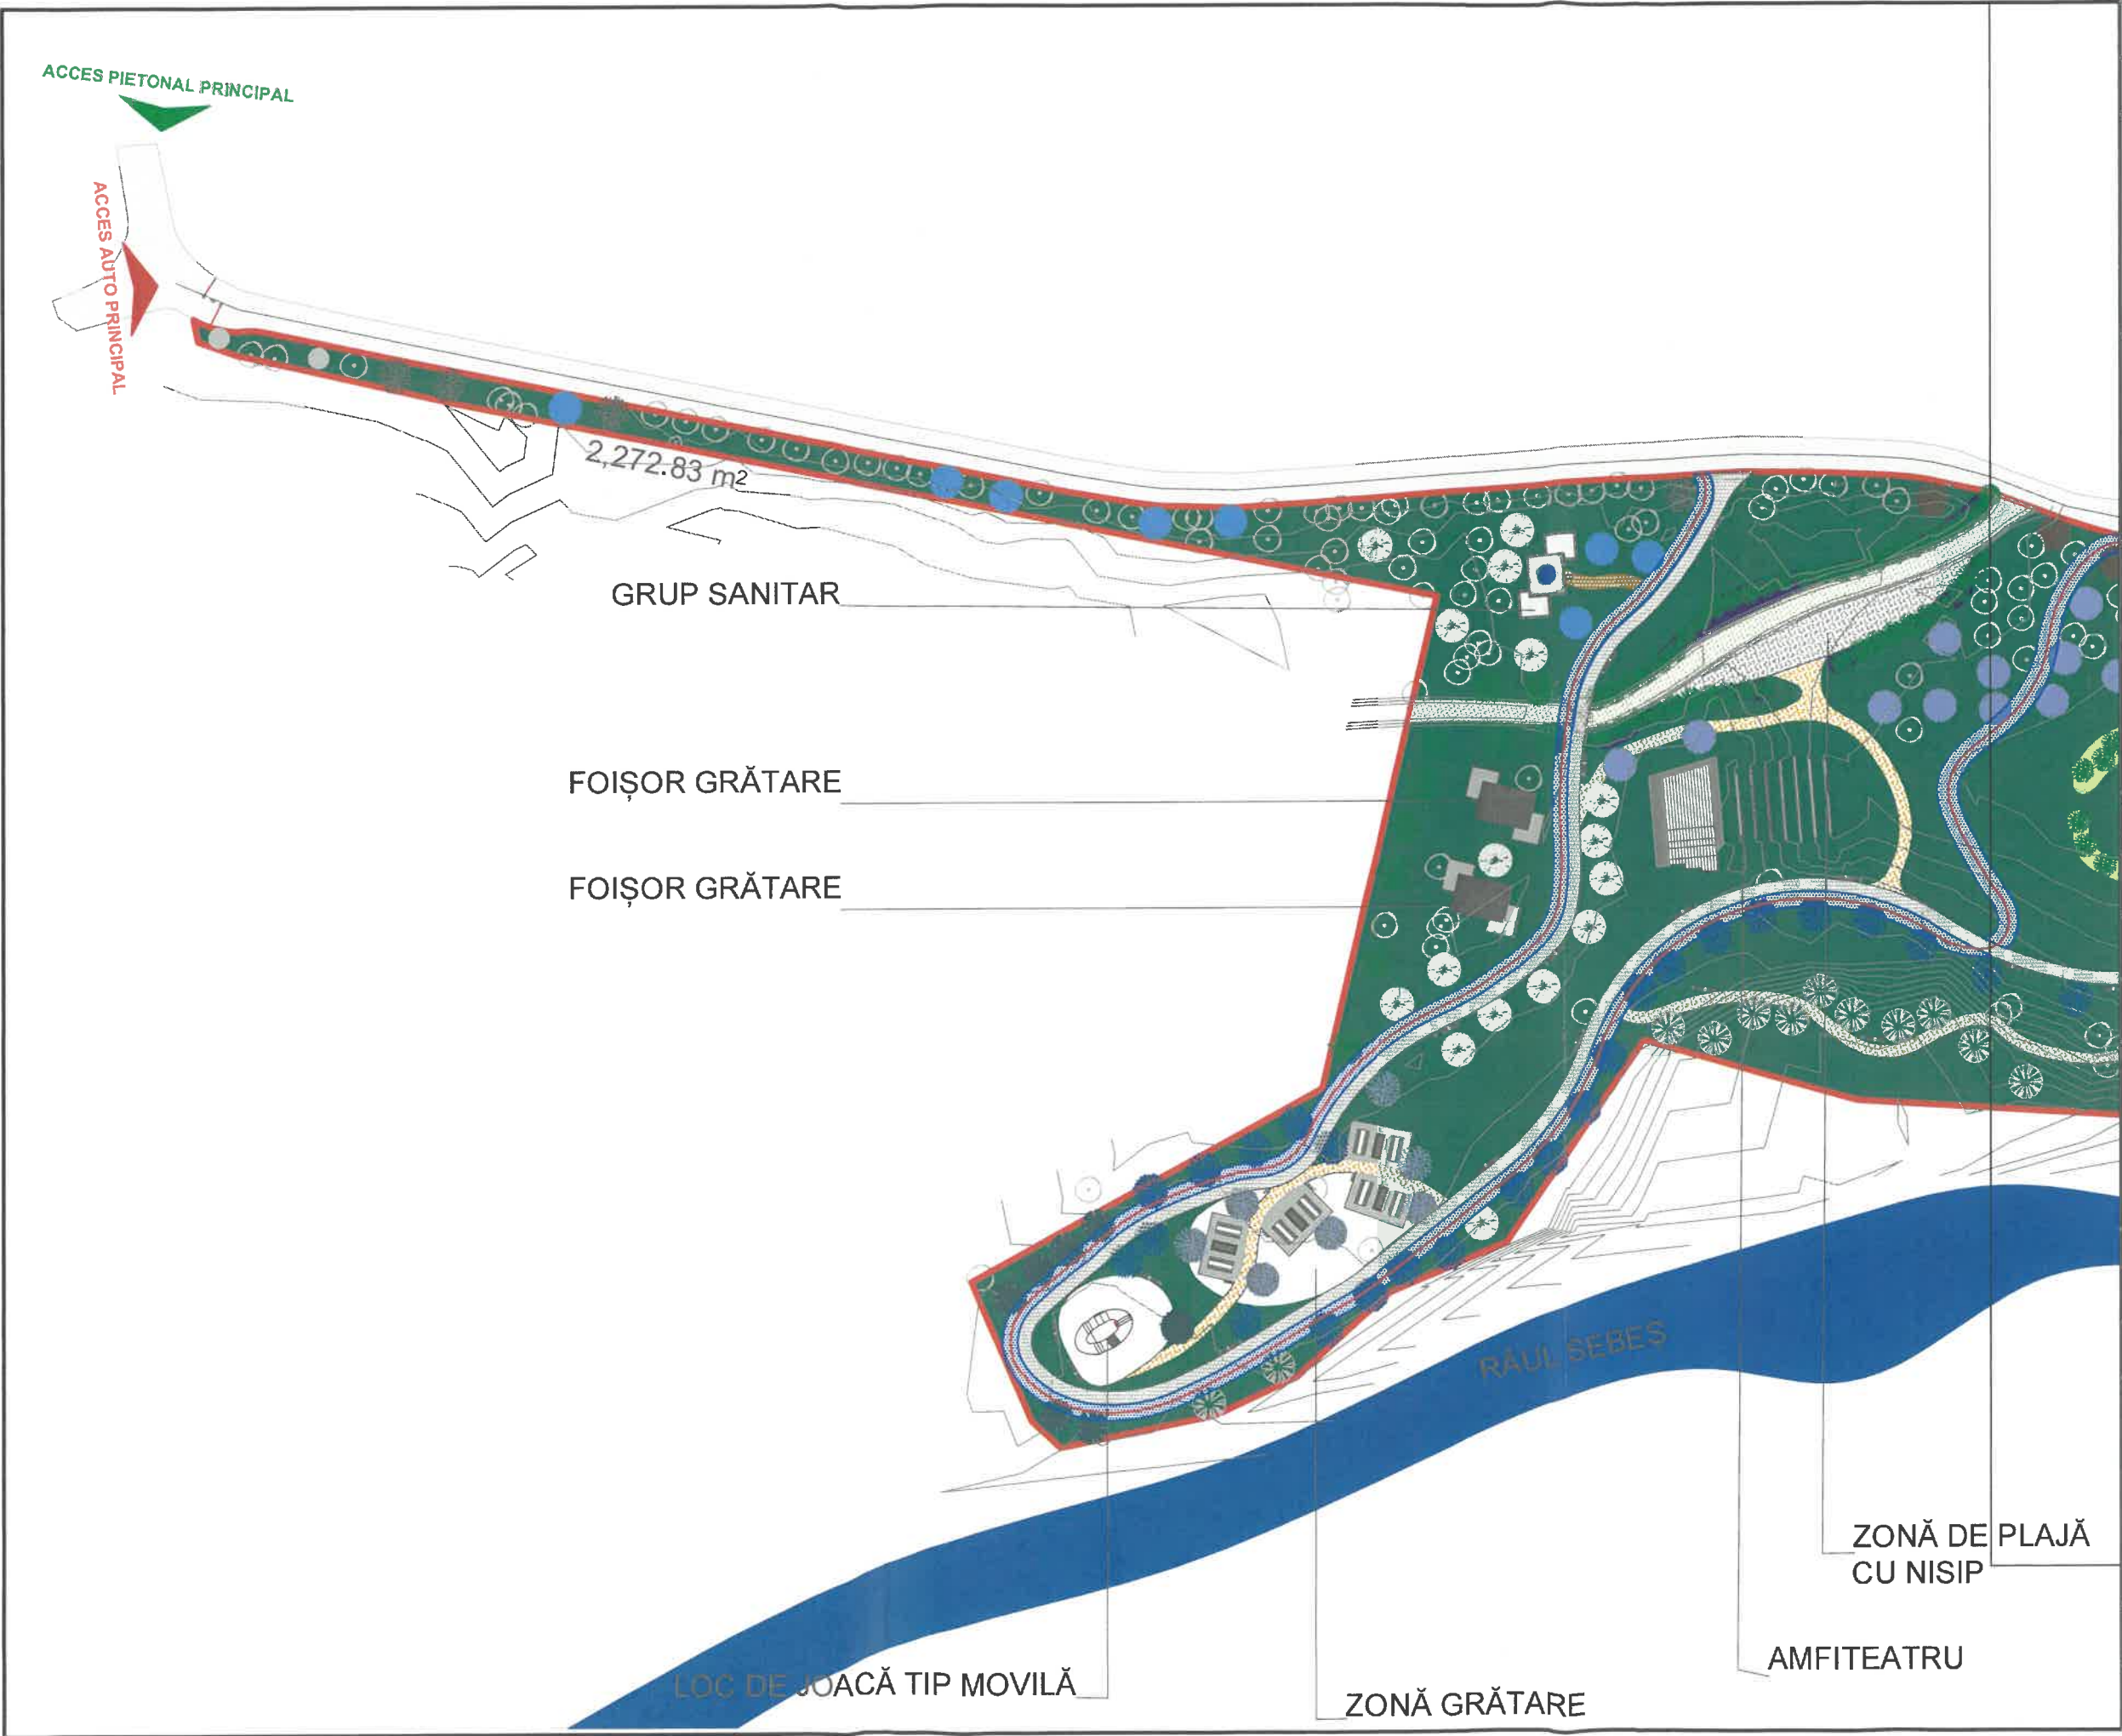 ACCES PIETONAL PRINCIPAL
ACCES AUTO PRINCIPAL
2,272.83 m²
GRUP SANITAR
FOIȘOR GRĂTARE
FOIȘOR GRĂTARE
RÂUL SEBEȘ
ZONĂ DE PLAJĂ
CU NISIP
AMFITEATRU
LOC DE JOACĂ TIP MOVILĂ
ZONĂ GRĂTARE